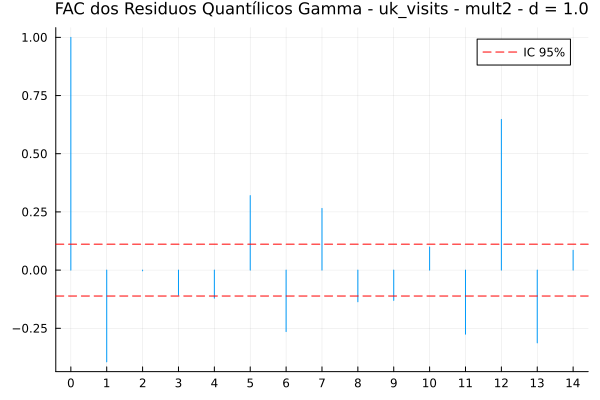 FAC dos Residuos Quantílicos Gamma - uk_visits - mult2 - d = 1.0
IC 95%
1.00
0.75
0.50
0.25
0.00
−0.25
0 1 2 3 4 5 6 7 8 9 10 11 12 13 14